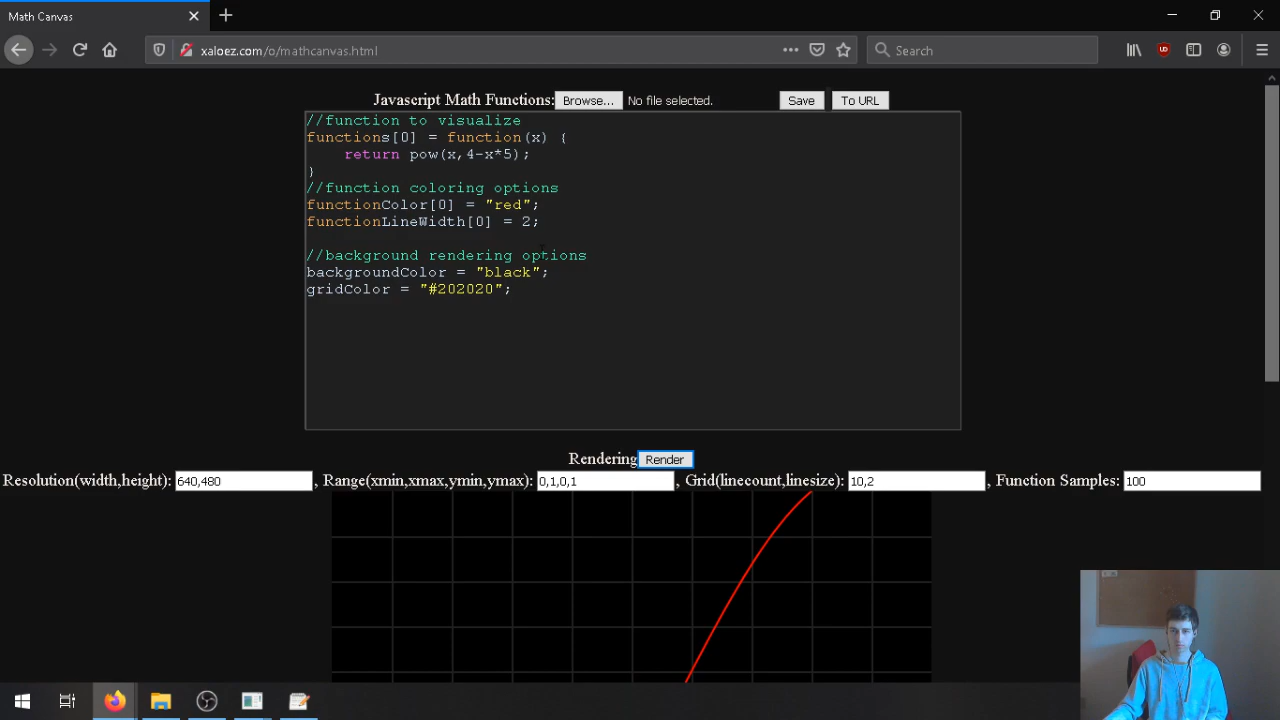 Math Canvas
xaloez.com/o/mathcanvas.html
Search
Javascript Math Functions: Browse... No file selected. Save To URL
//function to visualize
functions[0] = function(x) {
    return pow(x,4-x*5);
}
//function coloring options
functionColor[0] = "red";
functionLineWidth[0] = 2;
//background rendering options
backgroundColor = "black";
gridColor = "#202020";
Rendering Render
Resolution(width,height): 640,480 , Range(xmin,xmax,ymin,ymax): 0,1,0,1 , Grid(linecount,linesize): 10,2 , Function Samples: 100